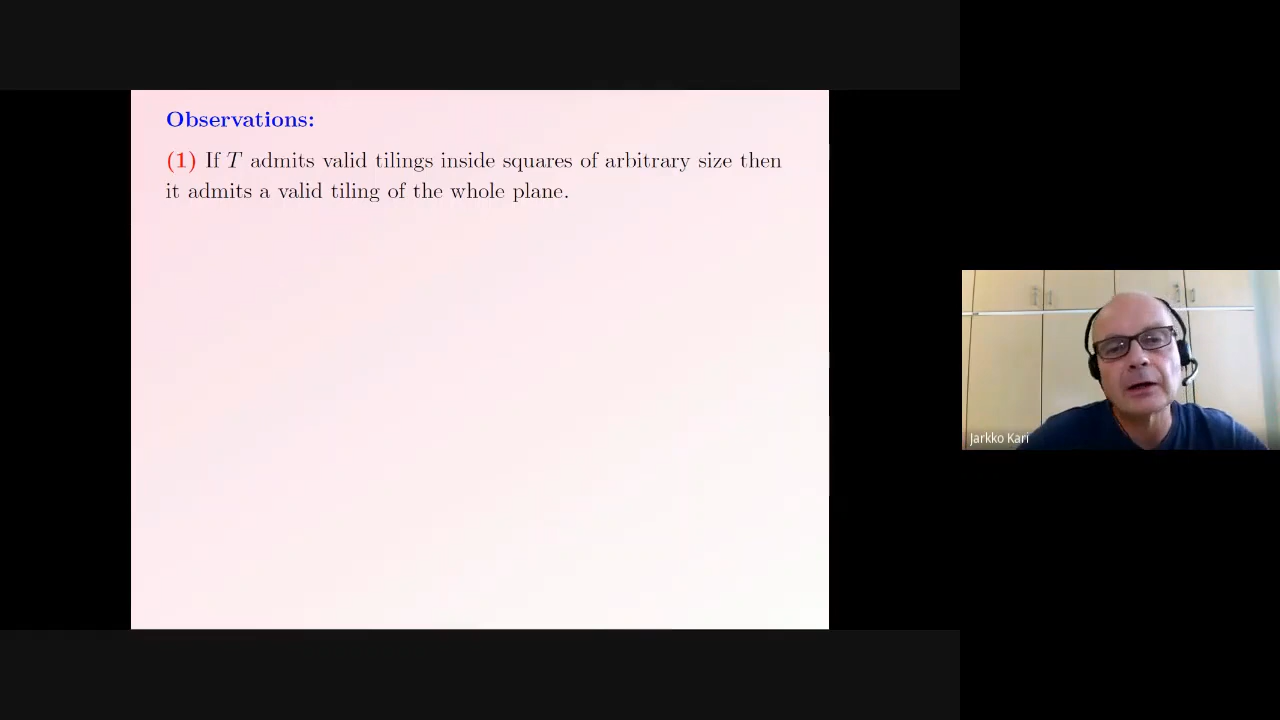 Observations:
(1) If T admits valid tilings inside squares of arbitrary size then
it admits a valid tiling of the whole plane.
Jarkko Kari